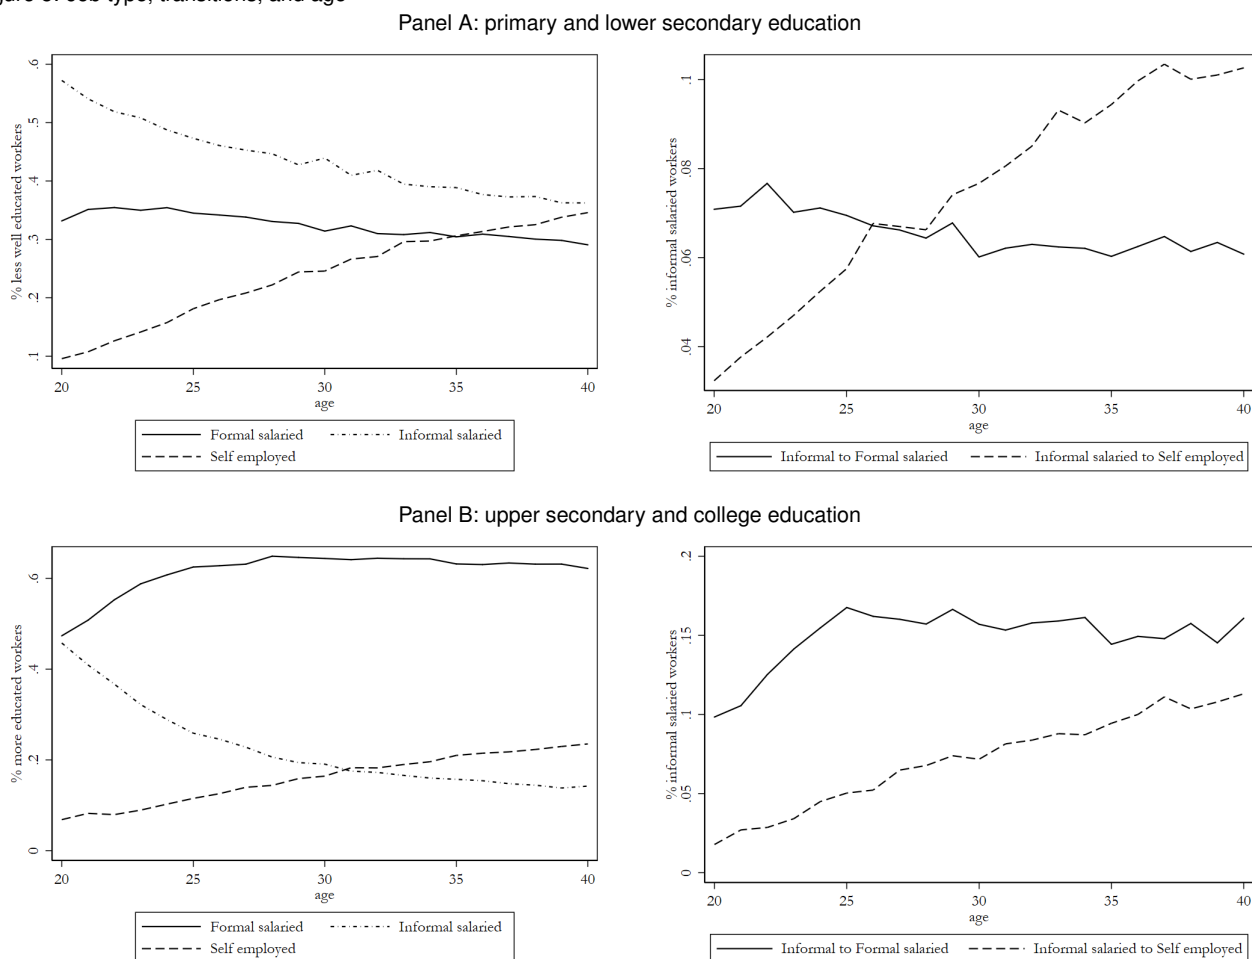 job type, transitions, and age
Panel A: primary and lower secondary education
% less well educated workers
.6
.5
.4
.3
.2
.1
20 25 30 35 40
age
Formal salaried Informal salaried
Self employed
% informal salaried workers
.1
.08
.06
.04
20 25 30 35 40
age
Informal to Formal salaried Informal salaried to Self employed
Panel B: upper secondary and college education
% more educated workers
.6
.4
.2
0
20 25 30 35 40
age
Formal salaried Informal salaried
Self employed
% informal salaried workers
.2
.15
.1
.05
0
20 25 30 35 40
age
Informal to Formal salaried Informal salaried to Self employed